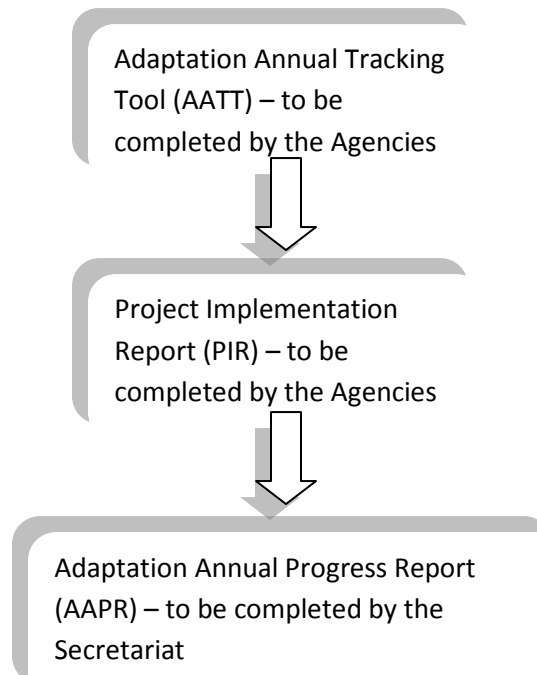 Adaptation Annual Tracking
Tool (AATT) – to be
completed by the Agencies
Project Implementation
Report (PIR) – to be
completed by the Agencies
Adaptation Annual Progress Report
(AAPR) – to be completed by the
Secretariat